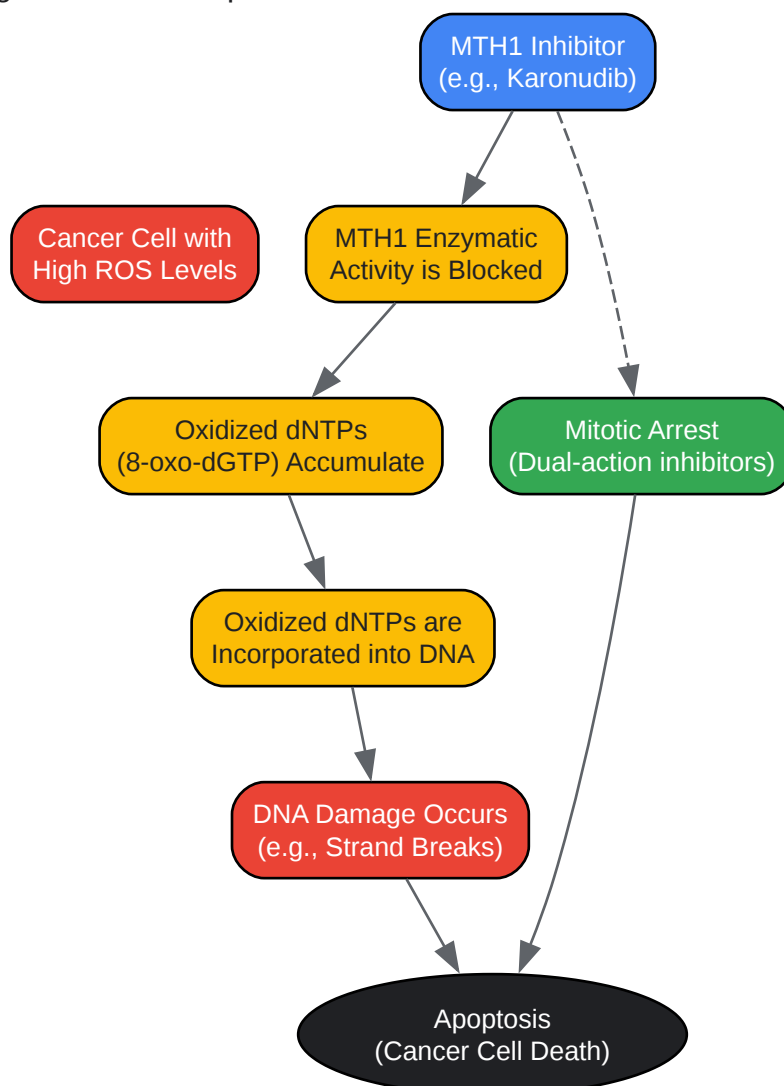 MTH1 Inhibitor
(e.g., Karonudib)
Cancer Cell with
High ROS Levels
MTH1 Enzymatic
Activity is Blocked
Oxidized dNTPs
(8-oxo-dGTP) Accumulate
Mitotic Arrest
(Dual-action inhibitors)
Oxidized dNTPs are
Incorporated into DNA
DNA Damage Occurs
(e.g., Strand Breaks)
Apoptosis
(Cancer Cell Death)